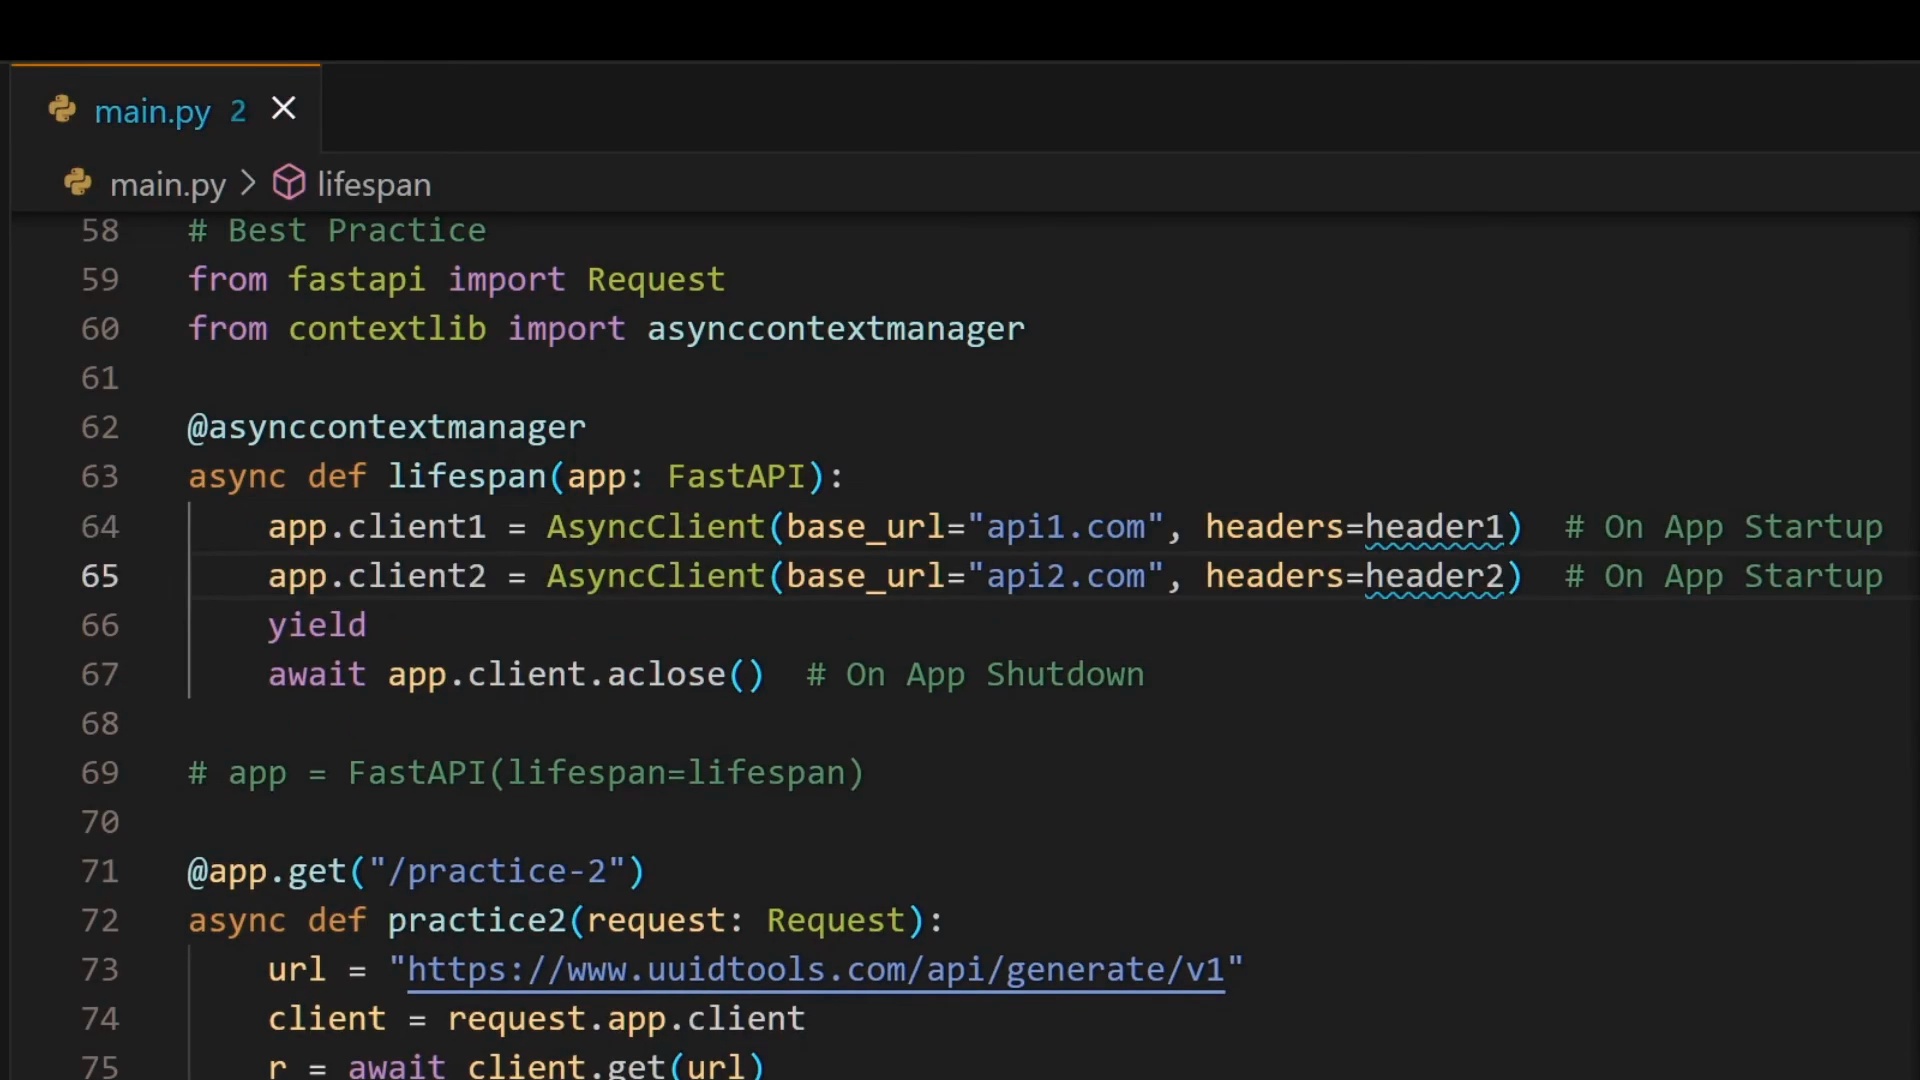 main.py 2
main.py > lifespan
58 # Best Practice
59 from fastapi import Request
60 from contextlib import asynccontextmanager
61
62 @asynccontextmanager
63 async def lifespan(app: FastAPI):
64     app.client1 = AsyncClient(base_url="api1.com", headers=header1)  # On App Startup
65     app.client2 = AsyncClient(base_url="api2.com", headers=header2)  # On App Startup
66     yield
67     await app.client.aclose()  # On App Shutdown
68
69 # app = FastAPI(lifespan=lifespan)
70
71 @app.get("/practice-2")
72 async def practice2(request: Request):
73     url = "https://www.uuidtools.com/api/generate/v1"
74     client = request.app.client
75     r = await client.get(url)